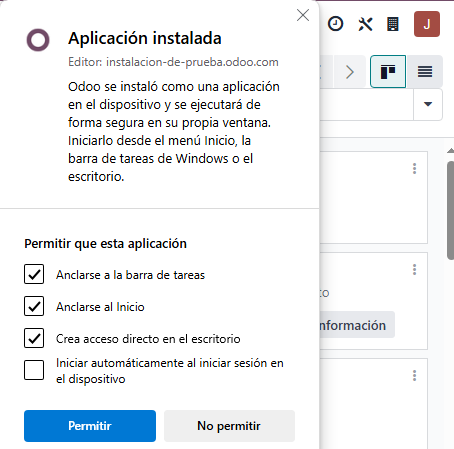 Aplicación instalada
Editor: instalacion-de-prueba.odoo.com
Odoo se instaló como una aplicación
en el dispositivo y se ejecutará de
forma segura en su propia ventana.
Iniciarlo desde el menú Inicio, la
barra de tareas de Windows o el
escritorio.
Permitir que esta aplicación
Anclarse a la barra de tareas
Anclarse al Inicio
Crea acceso directo en el escritorio
Iniciar automáticamente al iniciar sesión en
el dispositivo
Permitir
No permitir
J
to
nformación